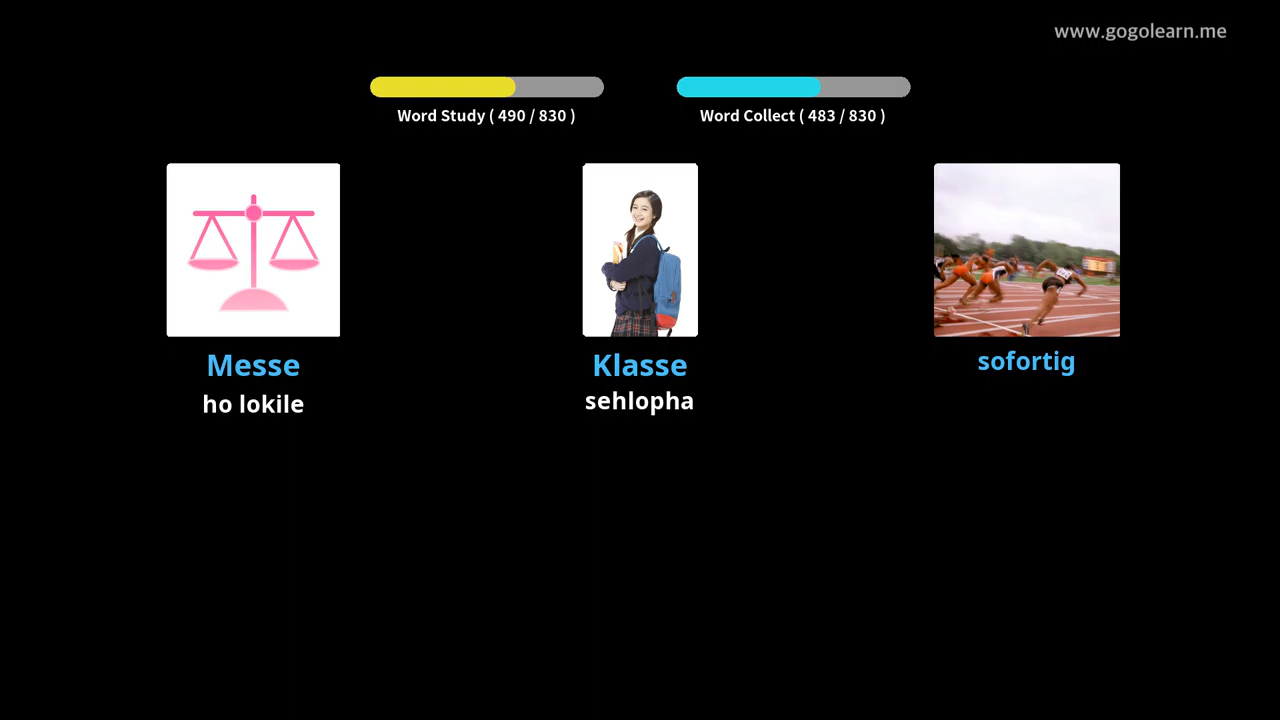 www.gogolearn.me
Word Study ( 490 / 830 )
Word Collect ( 483 / 830 )
Messe
ho lokile
Klasse
sehlopha
sofortig